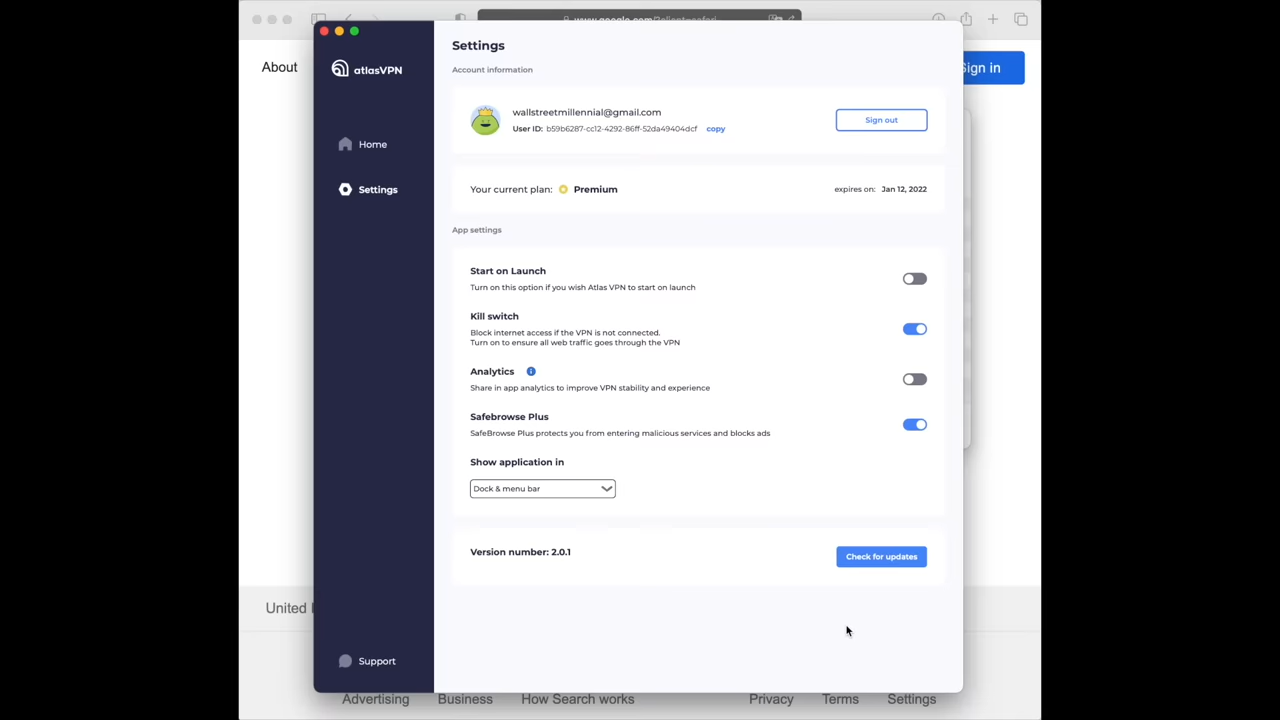 www.google.com/?client=safari
About
Sign in
atlasVPN
Home
Settings
Support
Settings
Account information
wallstreetmillennial@gmail.com
User ID: b59b6287-cc12-4292-86ff-52da49404dcf copy
Sign out
Your current plan: Premium
expires on: Jan 12, 2022
App settings
Start on Launch
Turn on this option if you wish Atlas VPN to start on launch
Kill switch
Block internet access if the VPN is not connected.
Turn on to ensure all web traffic goes through the VPN
Analytics
Share in app analytics to improve VPN stability and experience
Safebrowse Plus
SafeBrowse Plus protects you from entering malicious services and blocks ads
Show application in
Dock & menu bar
Version number: 2.0.1
Check for updates
United
Advertising Business How Search works Privacy Terms Settings